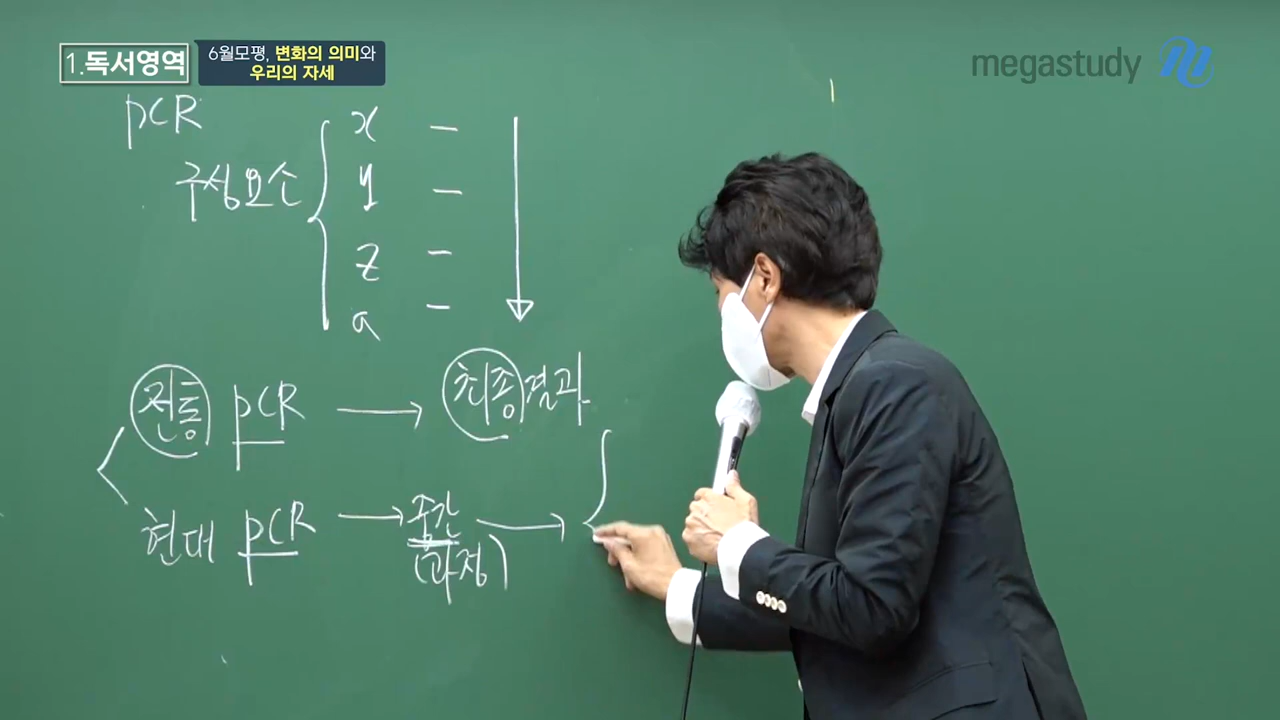 1.독서영역
6월모평, 변화의 의미와
우리의 자세
megastudy
PCR
구성요소
x -
y -
z -
a -
전통 PCR → 최종결과
현대 PCR → 중간 →
(과정)